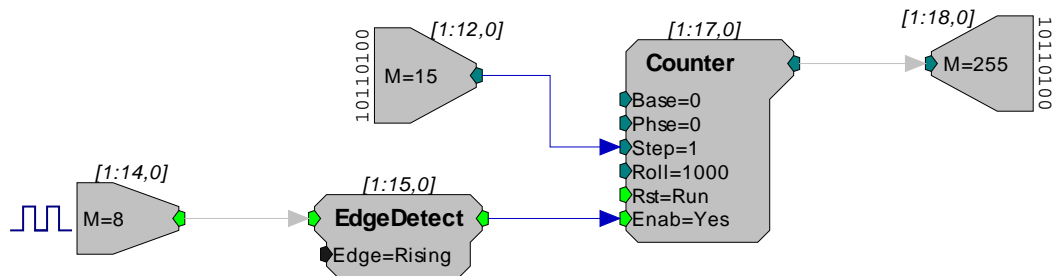 [1:12,0]
[1:17,0]
[1:18,0]
10110100
M=15
Counter
M=255
10110100
Base=0
Phse=0
Step=1
Roll=1000
Rst=Run
Enab=Yes
[1:14,0]
[1:15,0]
M=8
EdgeDetect
Edge=Rising